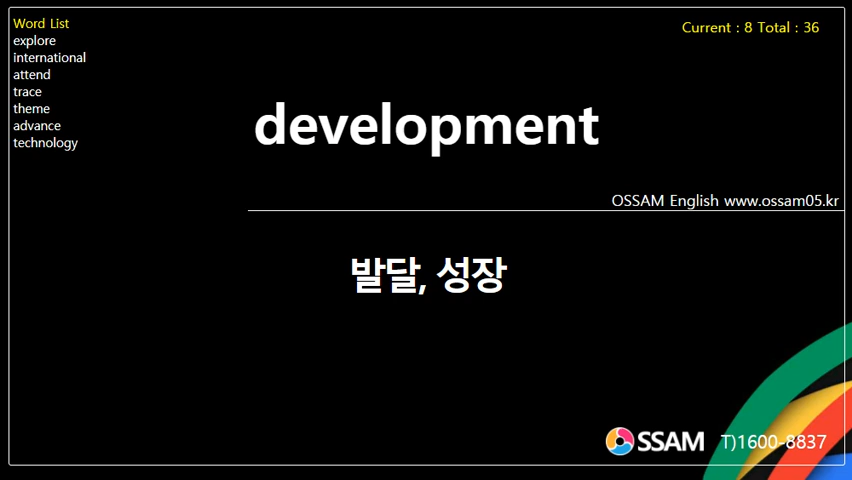 Word List
explore
international
attend
trace
theme
advance
technology
Current : 8 Total : 36
development
OSSAM English www.ossam05.kr
발달, 성장
OSSAM T)1600-8837